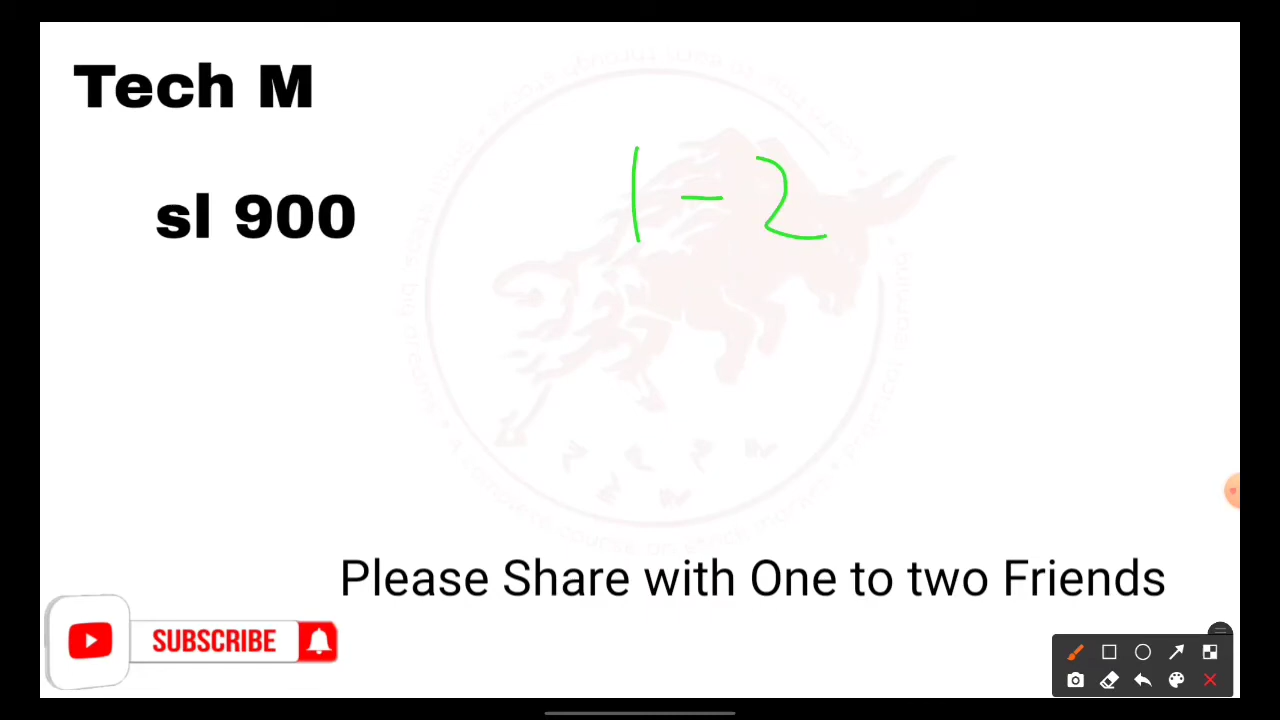 Tech M
1-2
sl 900
Please Share with One to two Friends
SUBSCRIBE